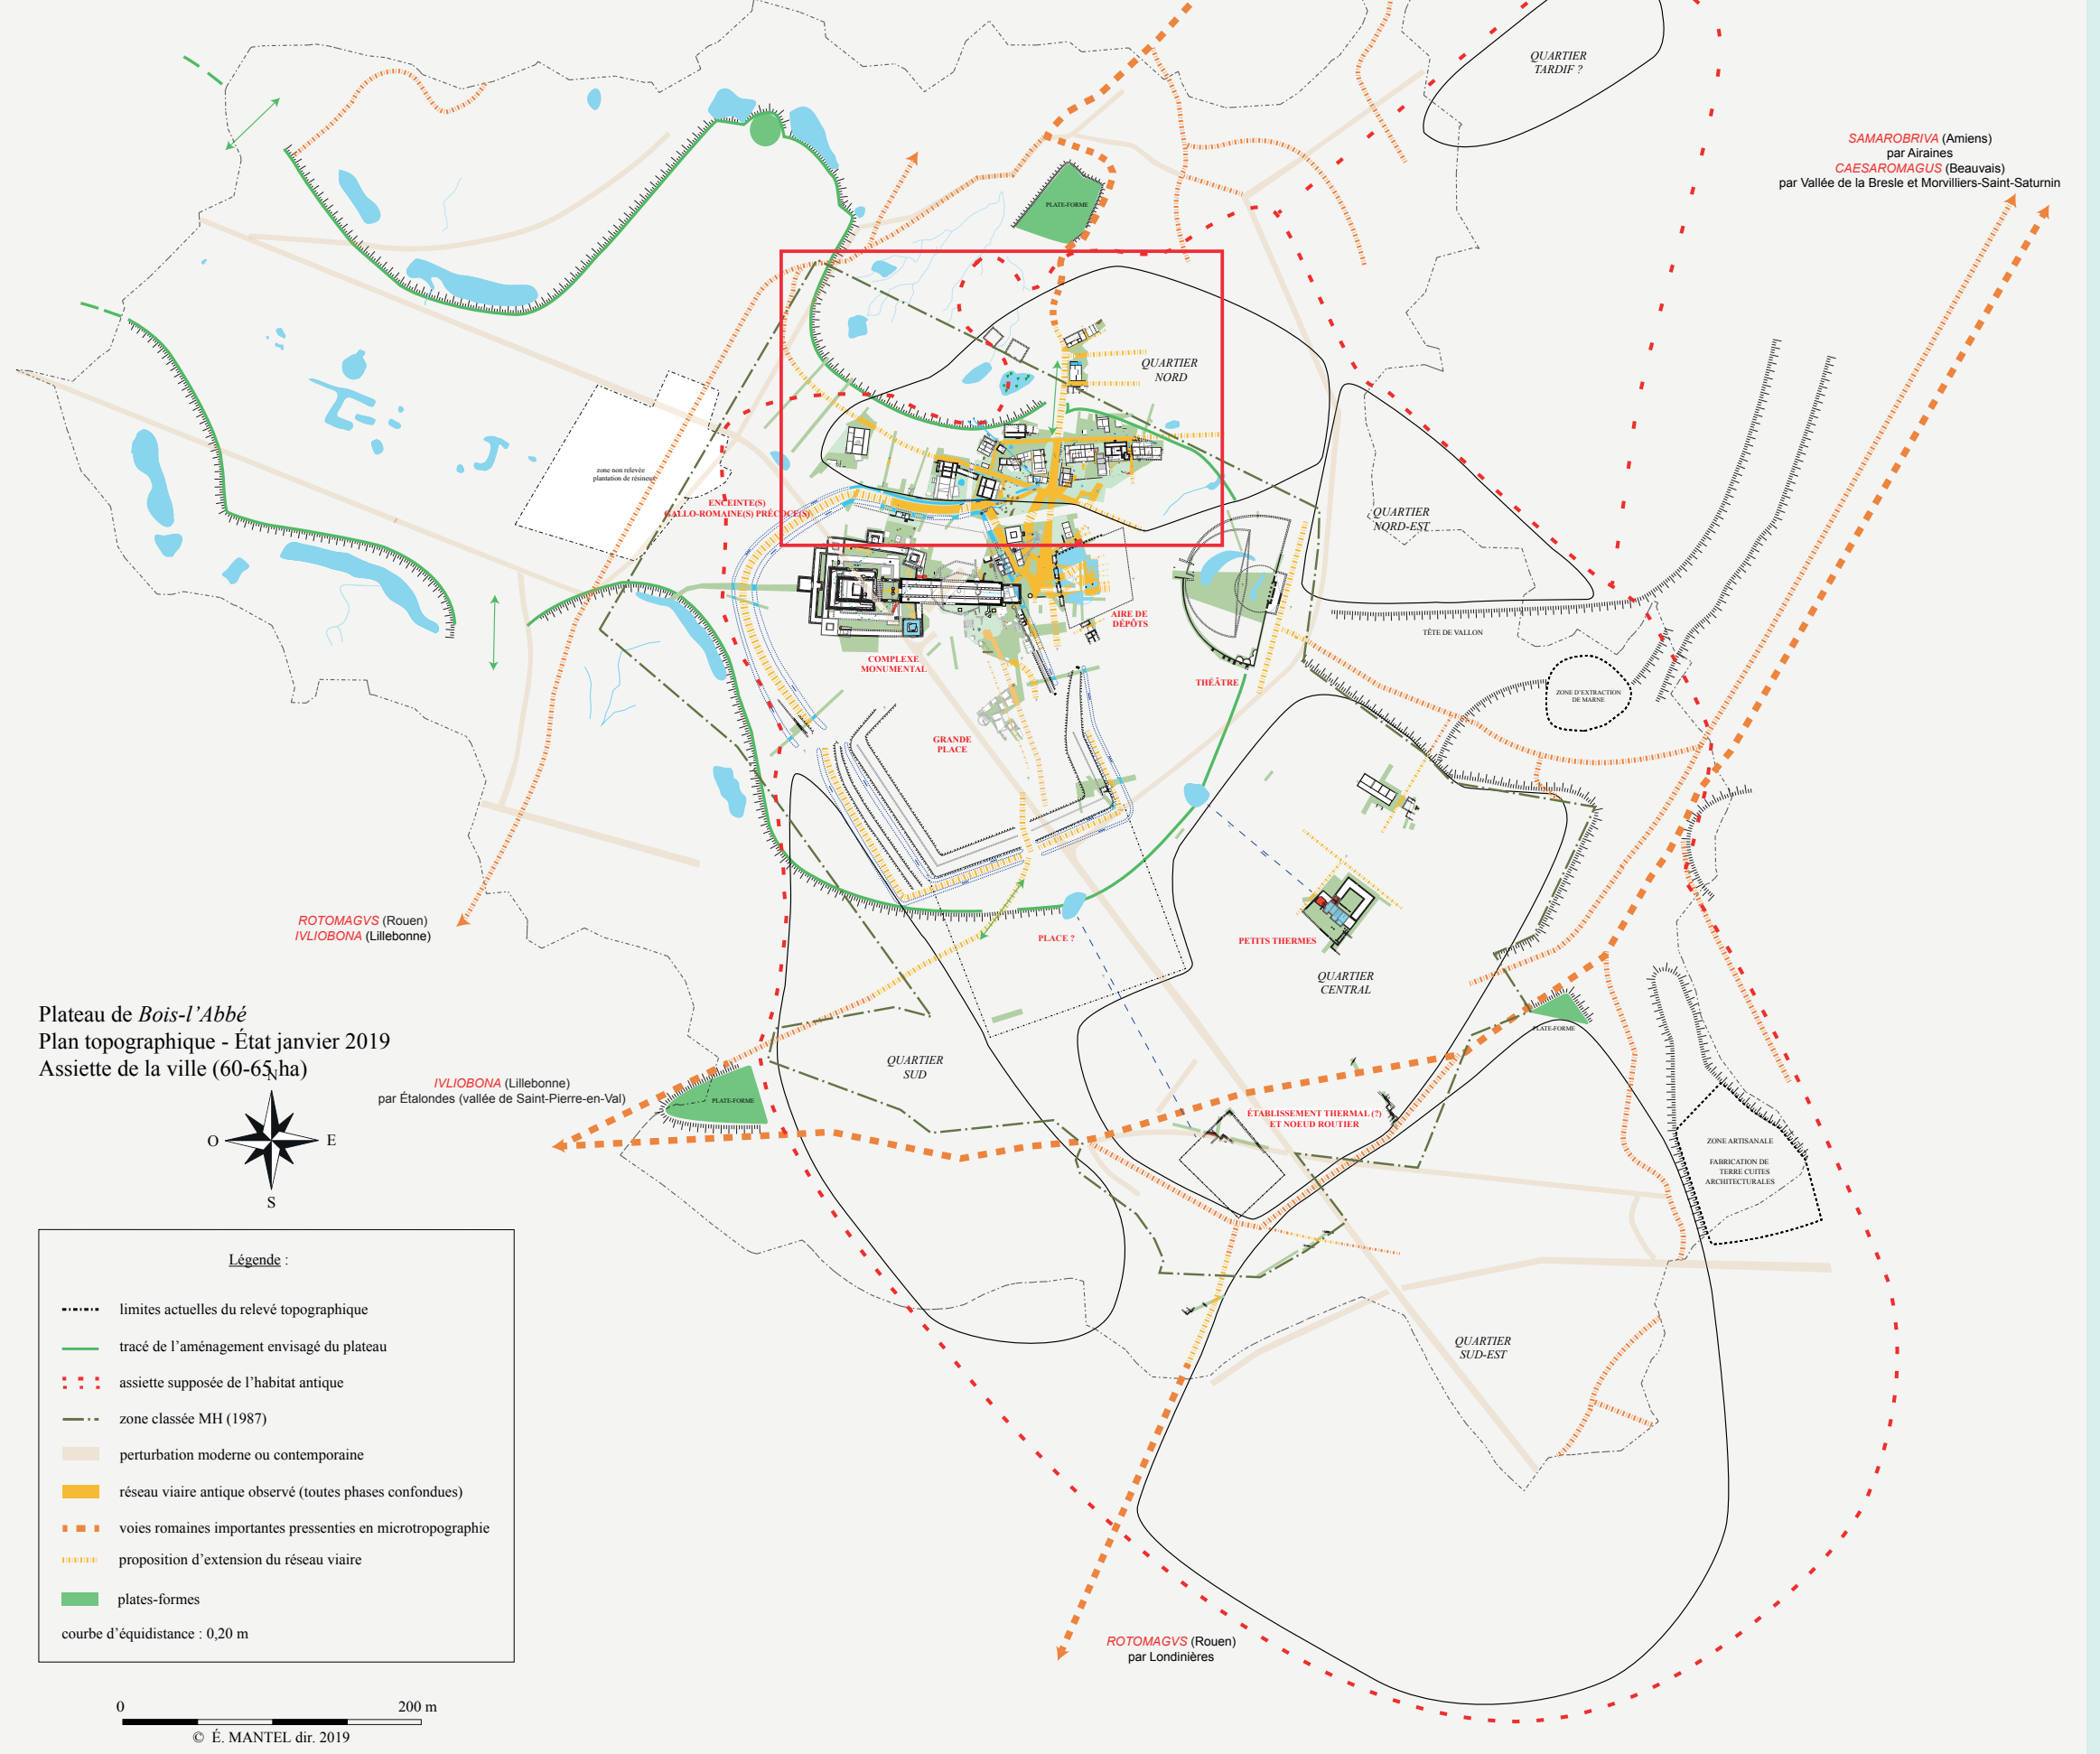 QUARTIER
TARDIF ?
SAMAROBRIVA (Amiens)
par Airaines
CAESAROMAGUS (Beauvais)
par Vallée de la Bresle et Morvilliers-Saint-Saturnin
PLATE-FORME
QUARTIER
NORD
zone non relevée
plantation de résineux
ENCEINTE(S)
GALLO-ROMAINE(S) PRÉCOCE(S)
QUARTIER
NORD-EST
AIRE DE
DÉPÔTS
TÊTE DE VALLON
COMPLEXE
MONUMENTAL
THÉÂTRE
ZONE D'EXTRACTION
DE MARNE
GRANDE
PLACE
ROTOMAGVS (Rouen)
IVLIOBONA (Lillebonne)
PLACE ?
PETITS THERMES
QUARTIER
CENTRAL
Plateau de Bois-l'Abbé
Plan topographique - État janvier 2019
Assiette de la ville (60-65 ha)
PLATE-FORME
QUARTIER
SUD
IVLIOBONA (Lillebonne)
par Étalondes (vallée de Saint-Pierre-en-Val)
PLATE-FORME
N
O
E
S
ÉTABLISSEMENT THERMAL (?)
ET NOEUD ROUTIER
ZONE ARTISANALE
FABRICATION DE
TERRE CUITES
ARCHITECTURALES
QUARTIER
SUD-EST
Légende :
limites actuelles du relevé topographique
tracé de l'aménagement envisagé du plateau
assiette supposée de l'habitat antique
zone classée MH (1987)
perturbation moderne ou contemporaine
réseau viaire antique observé (toutes phases confondues)
voies romaines importantes pressenties en microtropographie
proposition d'extension du réseau viaire
plates-formes
courbe d'équidistance : 0,20 m
ROTOMAGVS (Rouen)
par Londinières
0
200 m
© É. MANTEL dir. 2019